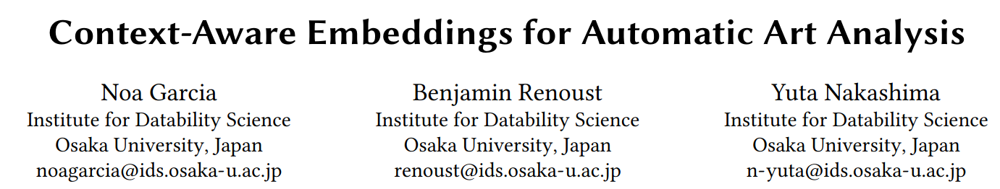 Context-Aware Embeddings for Automatic Art Analysis
Noa Garcia
Institute for Datability Science
Osaka University, Japan
noagarcia@ids.osaka-u.ac.jp
Benjamin Renoust
Institute for Datability Science
Osaka University, Japan
renoust@ids.osaka-u.ac.jp
Yuta Nakashima
Institute for Datability Science
Osaka University, Japan
n-yuta@ids.osaka-u.ac.jp